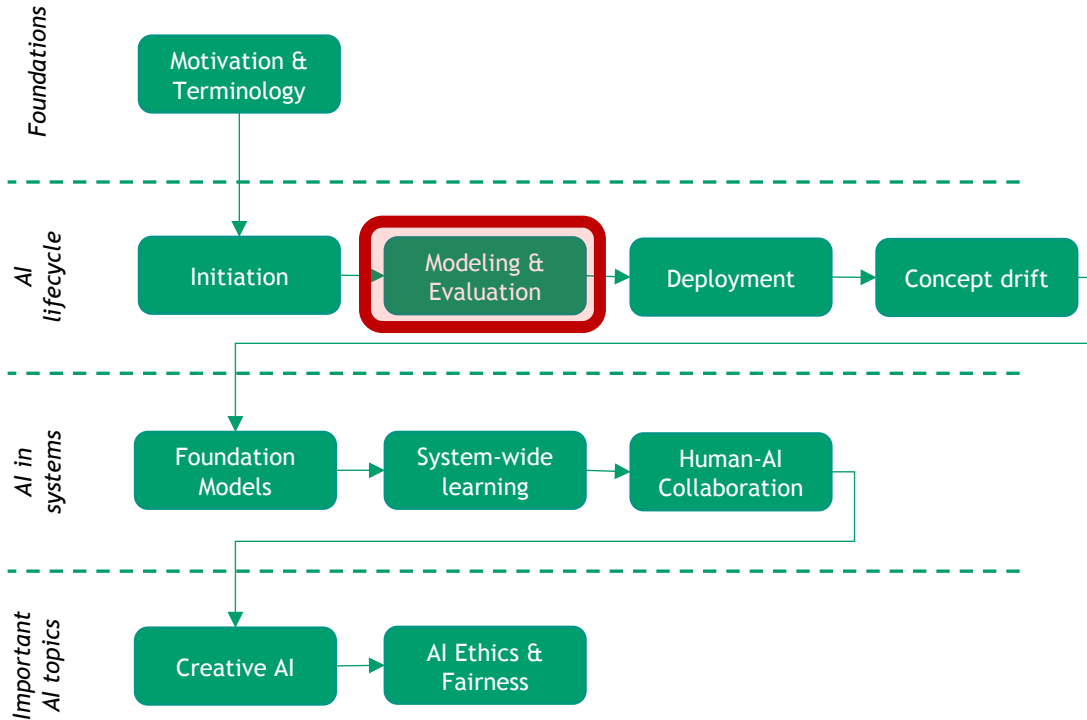 Foundations
Motivation &
Terminology
AI
lifecycle
Initiation
Modeling &
Evaluation
Deployment
Concept drift
AI in
systems
Foundation
Models
System-wide
learning
Human-AI
Collaboration
Important
AI topics
Creative AI
AI Ethics &
Fairness